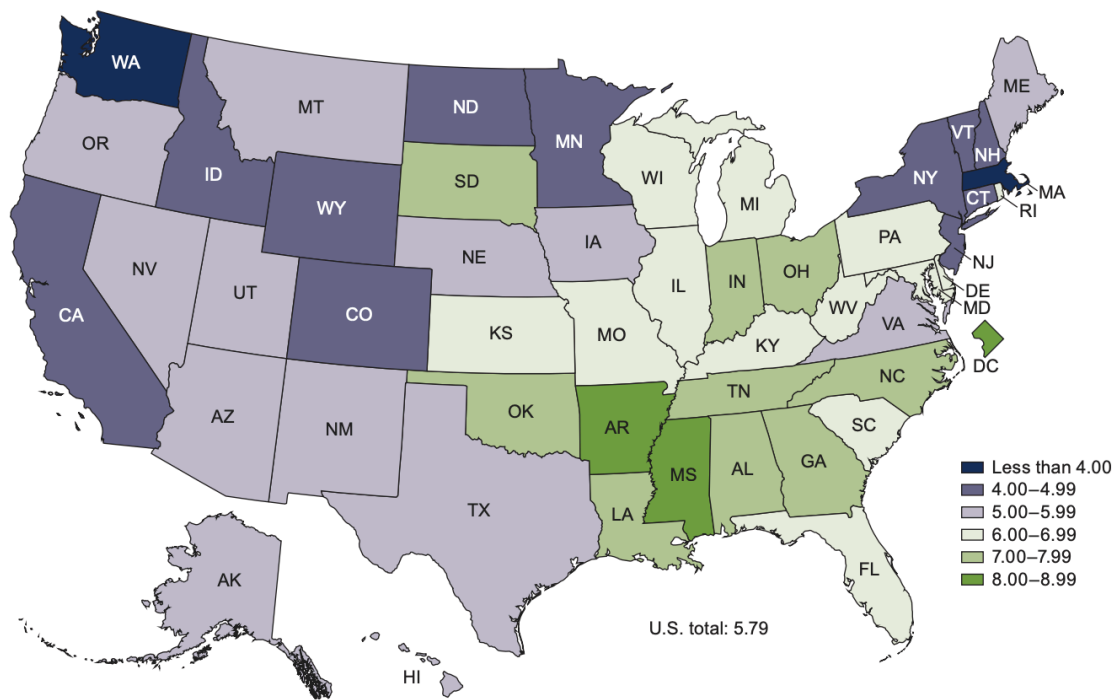 WA
MT
ND
MN
OR
ID
SD
WY
WI
MI
ME
VT
NH
NY
MA
CT
RI
NV
UT
CA
CO
NE
IA
IL
IN
OH
PA
NJ
DE
MD
WV
VA
DC
KS
MO
KY
AZ
NM
OK
AR
TN
NC
SC
TX
LA
MS
AL
GA
FL
AK
HI
Less than 4.00
4.00–4.99
5.00–5.99
6.00–6.99
7.00–7.99
8.00–8.99
U.S. total: 5.79